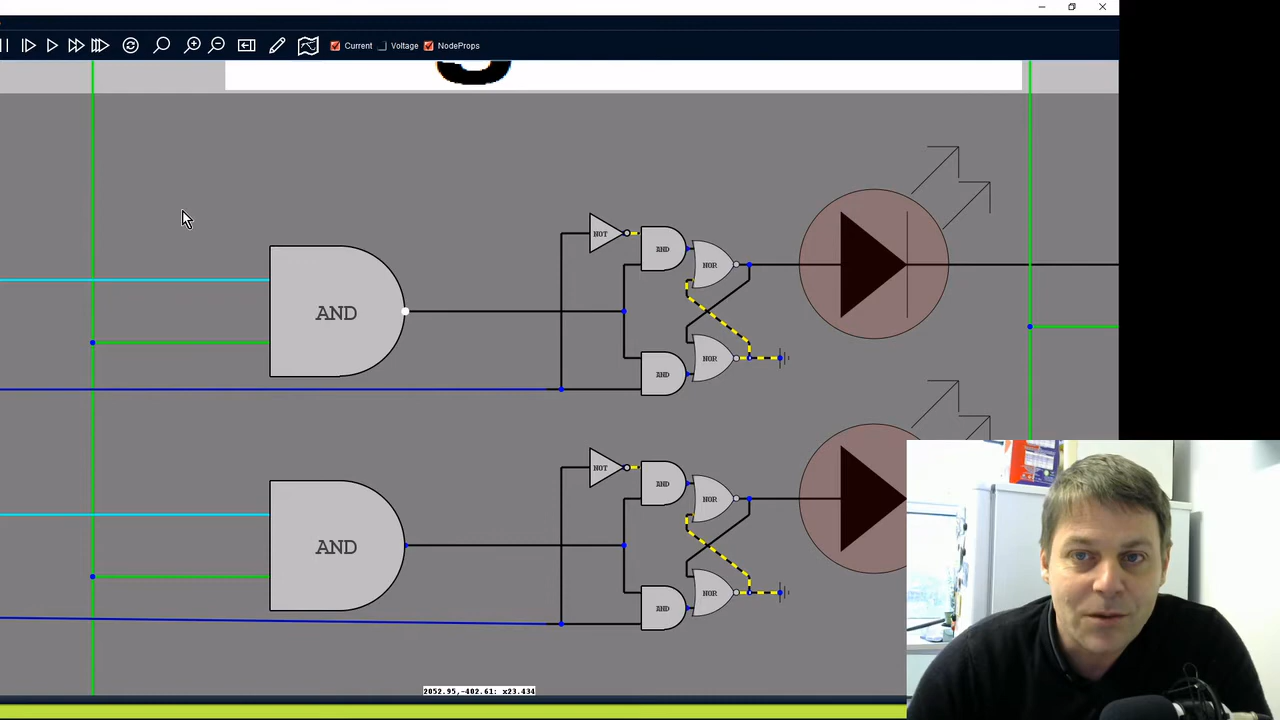 Current Voltage NodeProps
NOT
AND
NOR
AND
AND
NOR
NOT
AND
NOR
AND
NOR
AND
2052.95,-402.61: x23.434